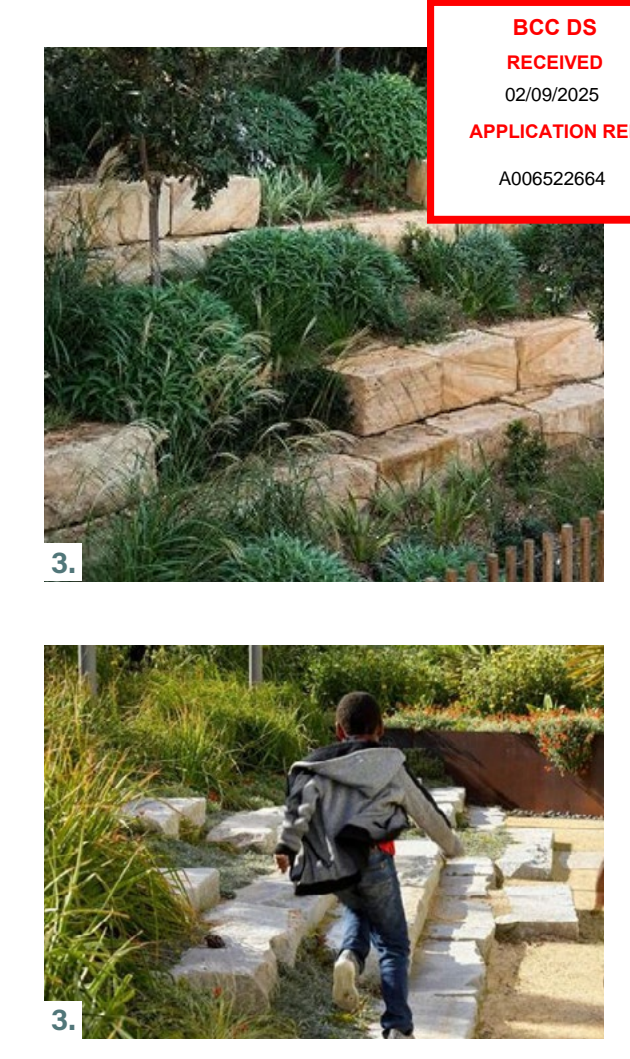 BCC DS
RECEIVED
02/09/2025
APPLICATION RE
A006522664
3.
3.